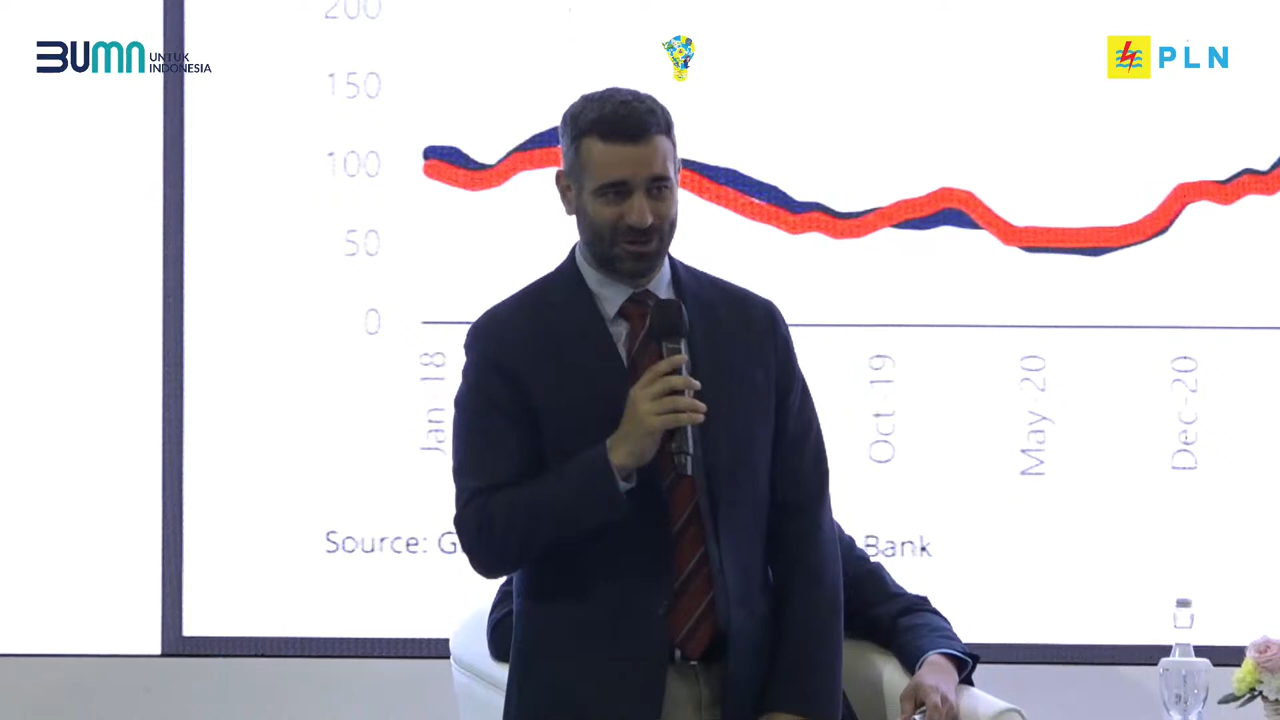 BUMN
UNTUK
INDONESIA
PLN
200
150
100
50
0
Jan-18
Oct-19
May-20
Dec-20
Source: G
Bank